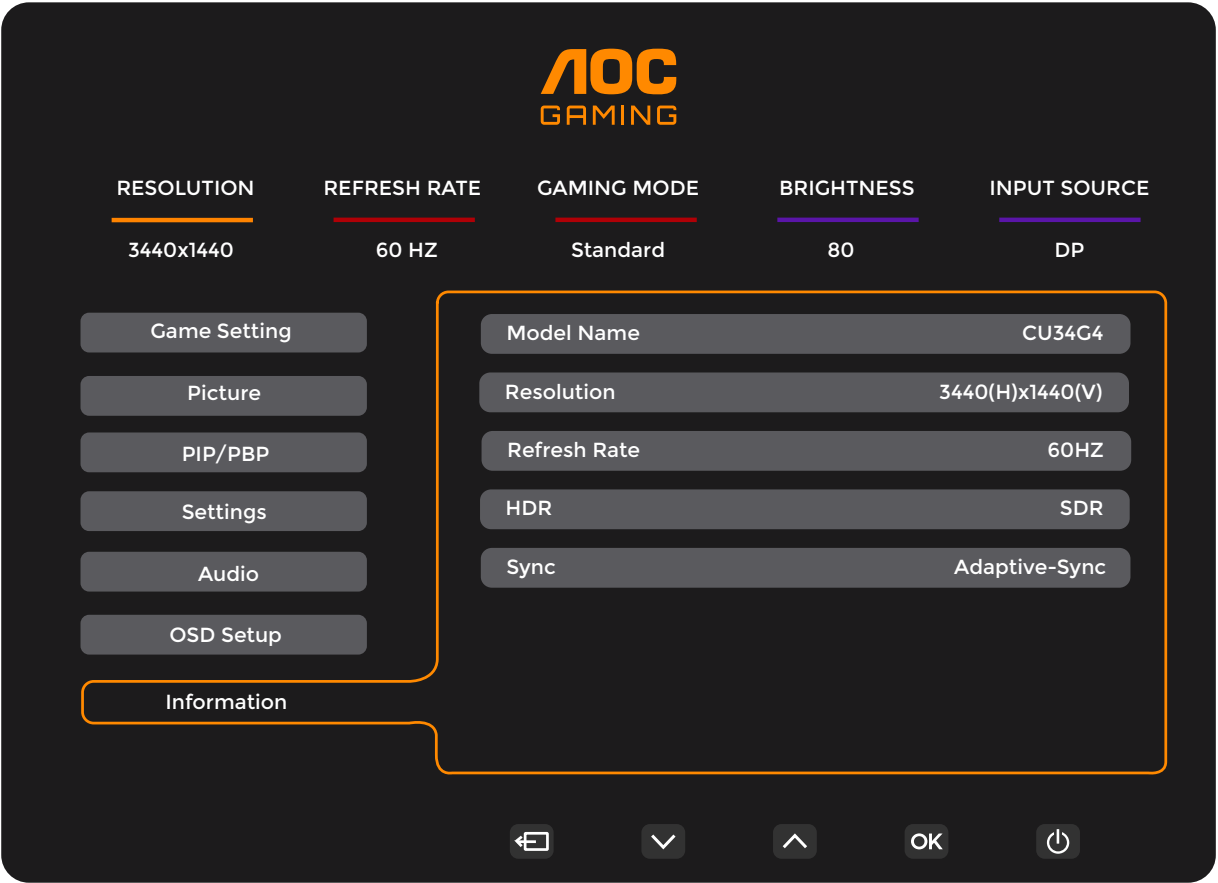 AOC
GAMING
RESOLUTION REFRESH RATE GAMING MODE BRIGHTNESS INPUT SOURCE
3440x1440 60 HZ Standard 80 DP
Game Setting
Picture
PIP/PBP
Settings
Audio
OSD Setup
Information
Model Name CU34G4
Resolution 3440(H)x1440(V)
Refresh Rate 60HZ
HDR SDR
Sync Adaptive-Sync
OK